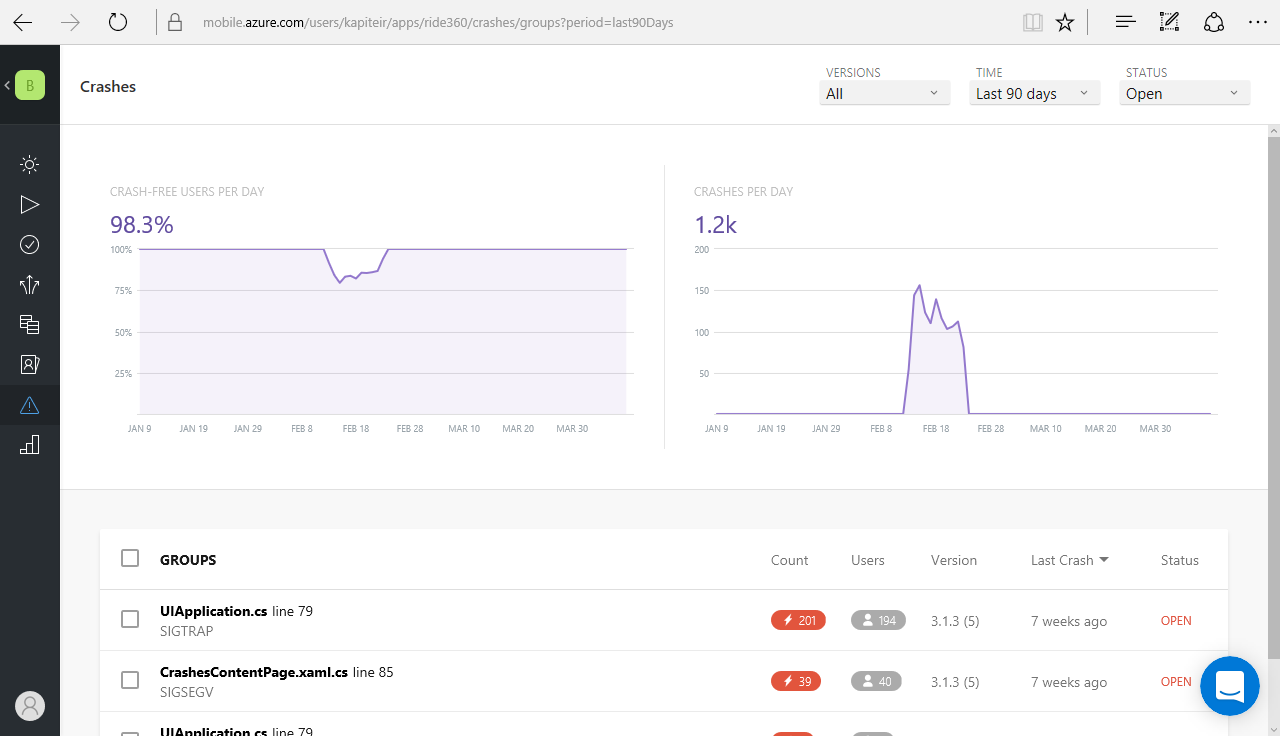 mobile.azure.com/users/kapiteir/apps/ride360/crashes/groups?period=last90Days
B
Crashes
VERSIONS
All
TIME
Last 90 days
STATUS
Open
CRASH-FREE USERS PER DAY
98.3%
100%
75%
50%
25%
JAN 9 JAN 19 JAN 29 FEB 8 FEB 18 FEB 28 MAR 10 MAR 20 MAR 30
CRASHES PER DAY
1.2k
200
150
100
50
JAN 9 JAN 19 JAN 29 FEB 8 FEB 18 FEB 28 MAR 10 MAR 20 MAR 30
GROUPS Count Users Version Last Crash Status
UIApplication.cs line 79
SIGTRAP
201 194 3.1.3 (5) 7 weeks ago OPEN
CrashesContentPage.xaml.cs line 85
SIGSEGV
39 40 3.1.3 (5) 7 weeks ago OPEN
UIApplication.cs line 79